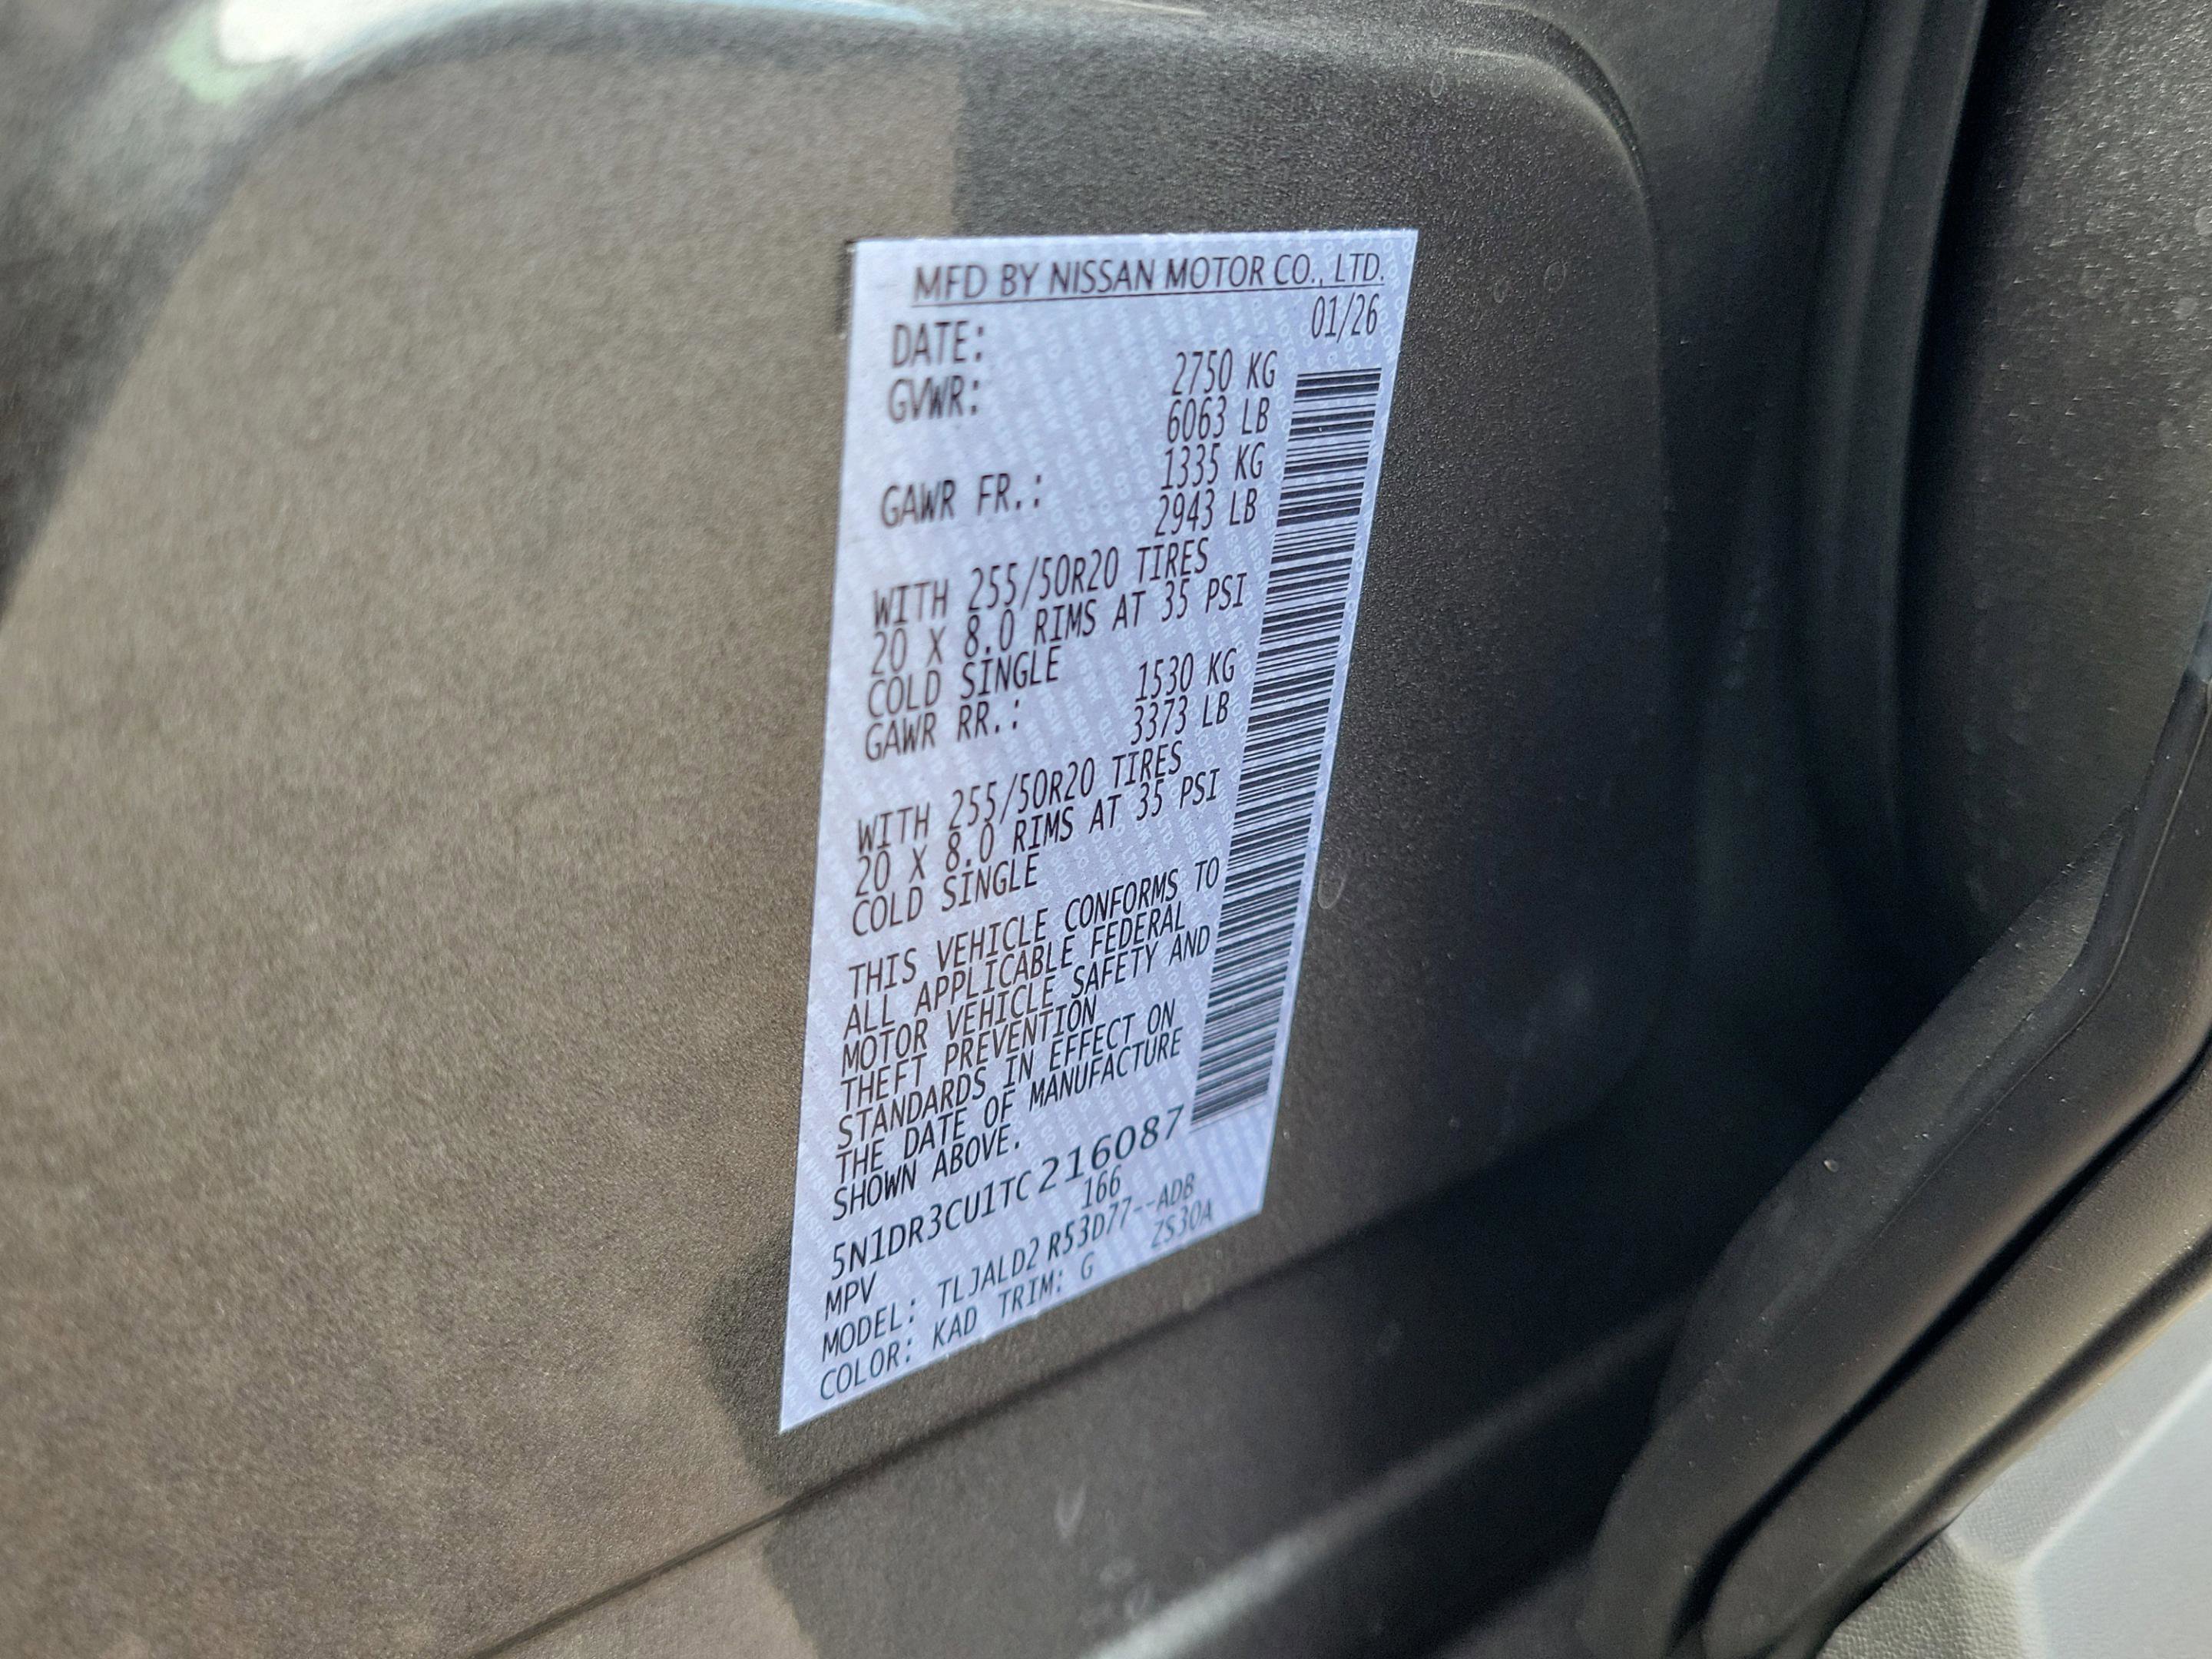 MFD BY NISSAN MOTOR CO., LTD.
DATE: 01/26
GVWR: 2750 KG
6063 LB
GAWR FR.: 1335 KG
2943 LB
WITH 255/50R20 TIRES
20 X 8.0 RIMS AT 35 PSI
COLD SINGLE
GAWR RR.: 1530 KG
3373 LB
WITH 255/50R20 TIRES
20 X 8.0 RIMS AT 35 PSI
COLD SINGLE
THIS VEHICLE CONFORMS TO
ALL APPLICABLE FEDERAL
MOTOR VEHICLE SAFETY AND
THEFT PREVENTION
STANDARDS IN EFFECT ON
THE DATE OF MANUFACTURE
SHOWN ABOVE.
5N1DR3CU1TC216087
MPV 166
MODEL: TLJALD2 R53D77--ADB
COLOR: KAD TRIM: G ZS30A